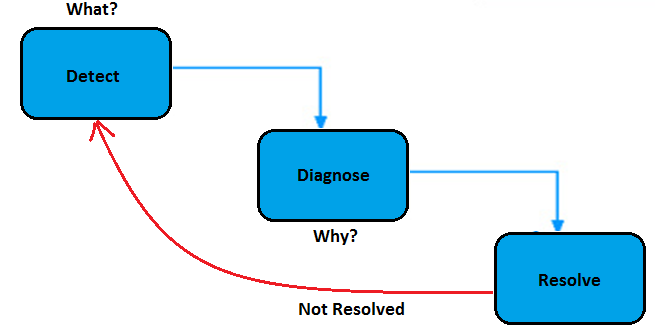 What?
Detect
Diagnose
Why?
Resolve
Not Resolved